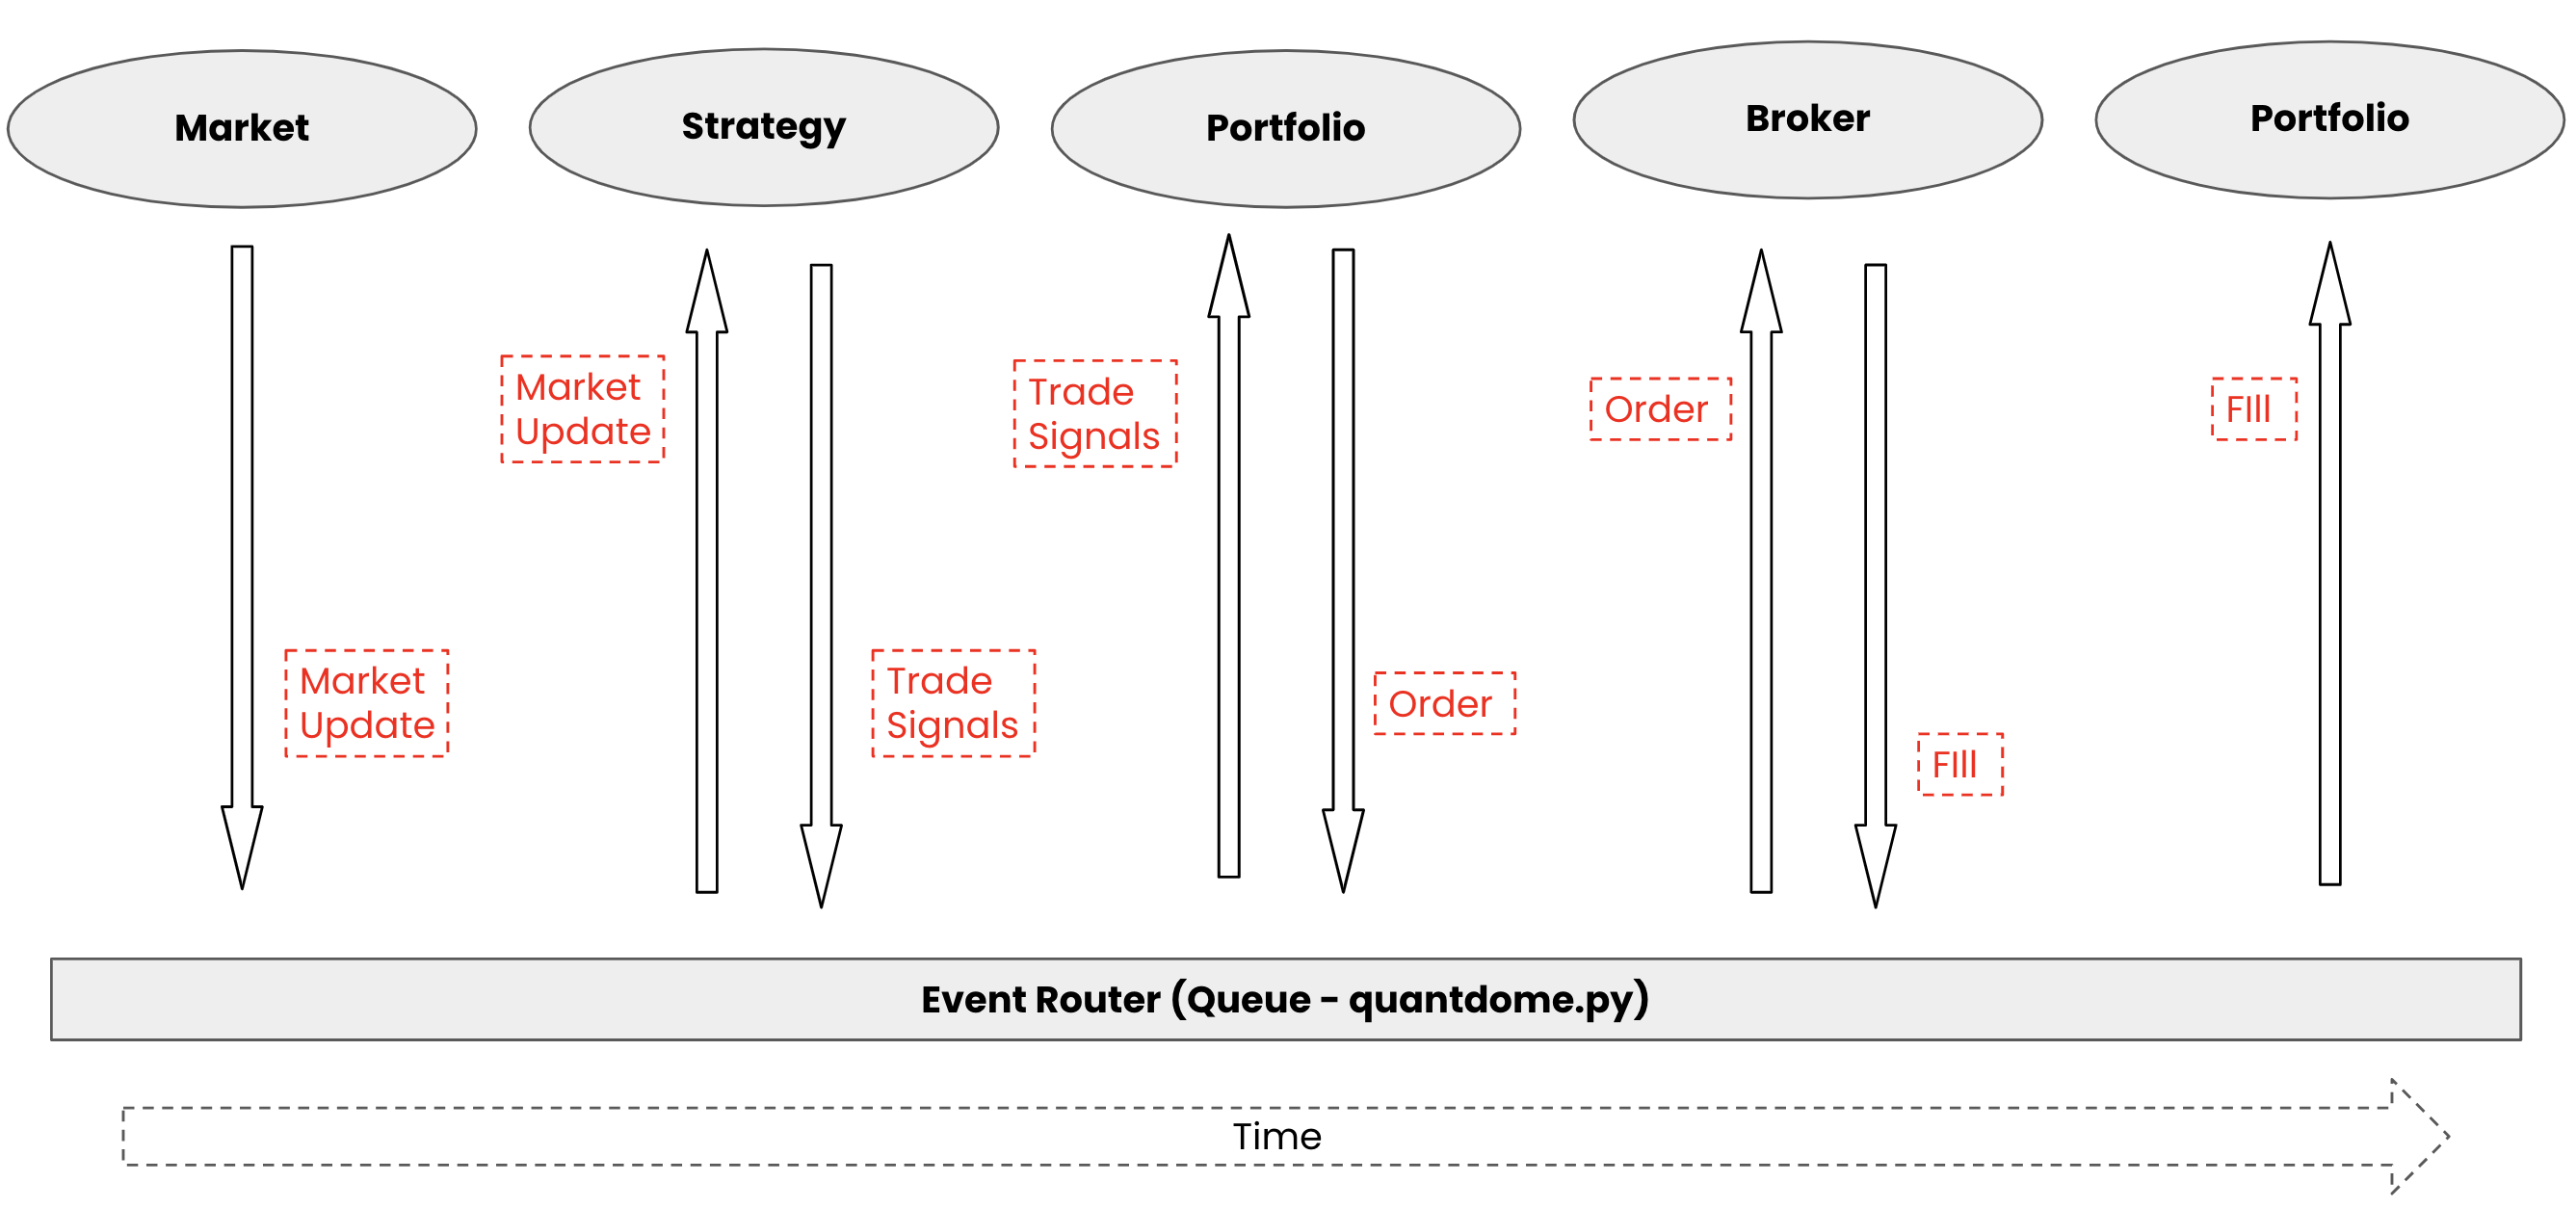 Market
Strategy
Portfolio
Broker
Portfolio
Market
Update
Market
Update
Trade
Signals
Trade
Signals
Order
Order
FIll
FIll
Event Router (Queue - quantdome.py)
Time